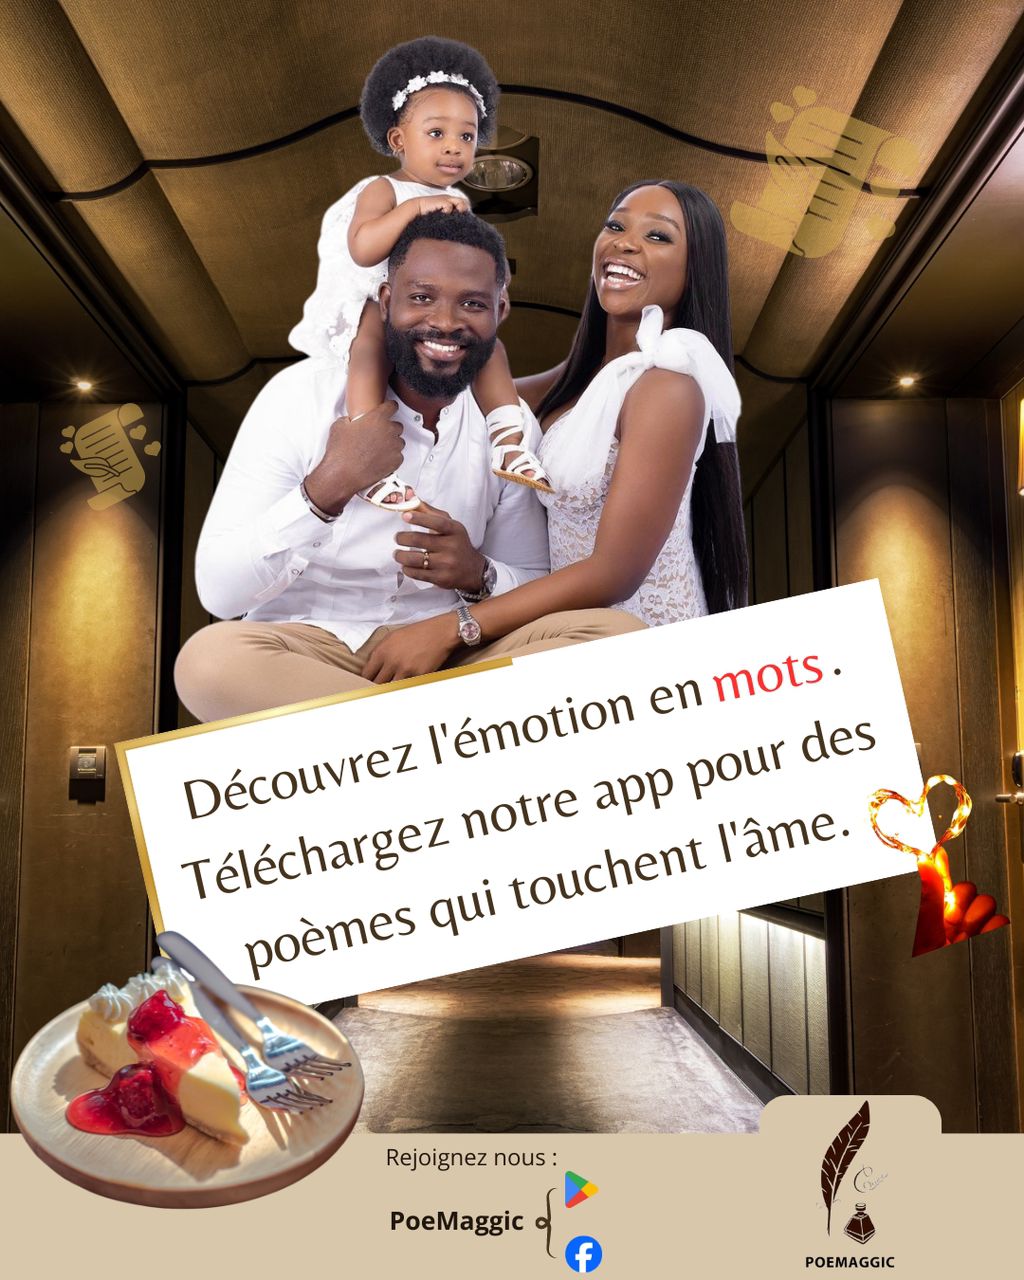 Découvrez l'émotion en mots.
Téléchargez notre app pour des
poèmes qui touchent l'âme.
Rejoignez nous :
PoeMaggic
POEMAGGIC